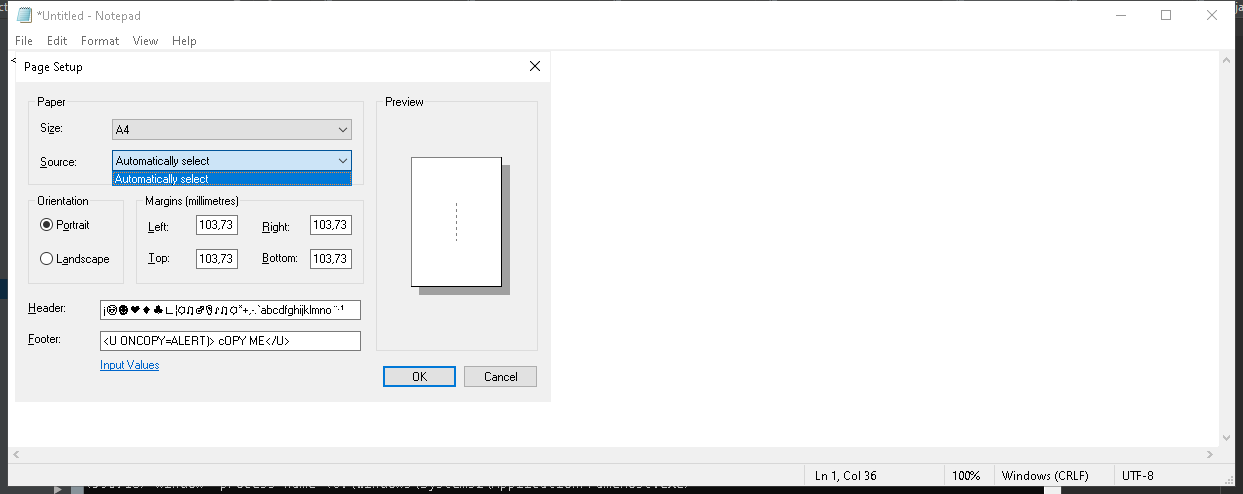 *Untitled - Notepad
File Edit Format View Help
Page Setup
Paper
Size: A4
Source: Automatically select
Automatically select
Preview
Orientation
Portrait
Landscape
Margins (millimetres)
Left: 103,73 Right: 103,73
Top: 103,73 Bottom: 103,73
Header: ¡☺☻♥♦♣∟¦☼♫♂♀♪♫☼"+,-.`abcdfghijklmno¨·¹
Footer: <U ONCOPY=ALERT)> cOPY ME</U>
Input Values
OK Cancel
Ln 1, Col 36 100% Windows (CRLF) UTF-8